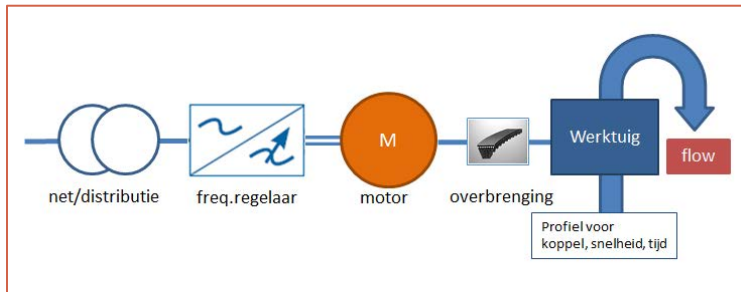 M
Werktuig
flow
net/distributie
freq.regelaar
motor
overbrenging
Profiel voor
koppel, snelheid, tijd